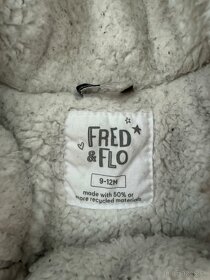 FRED
& FLO
9-12M
made with 50% or
more recycled materials